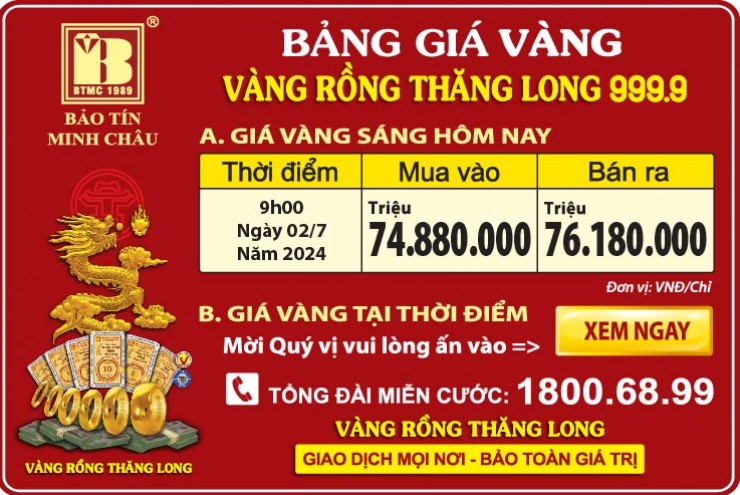 BẢNG GIÁ VÀNG
VÀNG RỒNG THĂNG LONG 999.9
®
BTMC 1989
BẢO TÍN
MINH CHÂU
A. GIÁ VÀNG SÁNG HÔM NAY
Thời điểm Mua vào Bán ra
9h00
Ngày 02/7
Năm 2024
Triệu
74.880.000
Triệu
76.180.000
Đơn vị: VNĐ/Chỉ
B. GIÁ VÀNG TẠI THỜI ĐIỂM
Mời Quý vị vui lòng ấn vào =>
XEM NGAY
TỔNG ĐÀI MIỄN CƯỚC: 1800.68.99
VÀNG RỒNG THĂNG LONG
GIAO DỊCH MỌI NƠI - BẢO TOÀN GIÁ TRỊ
VÀNG RỒNG THĂNG LONG